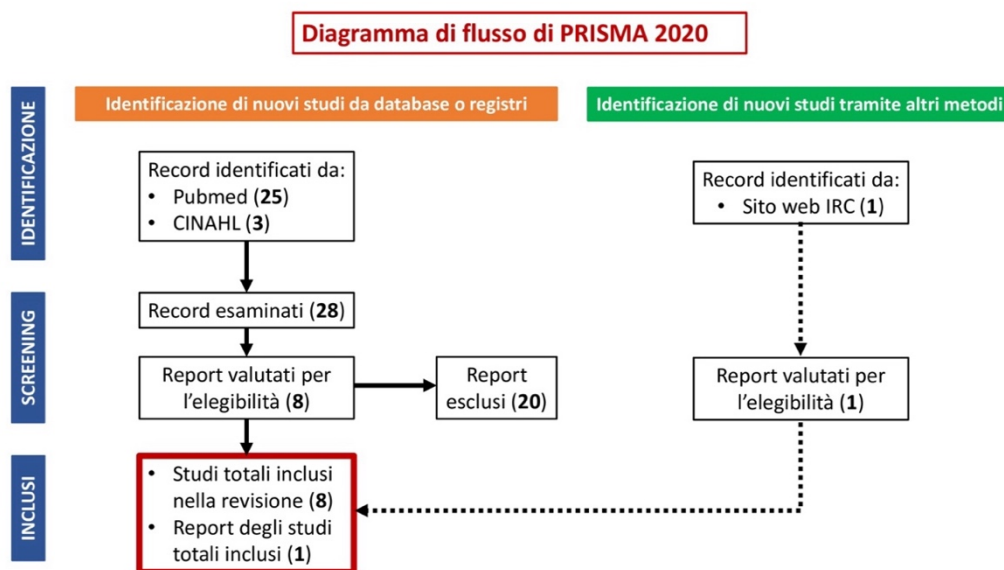 Diagramma di flusso di PRISMA 2020
IDENTIFICAZIONE
Identificazione di nuovi studi da database o registri
Identificazione di nuovi studi tramite altri metodi
Record identificati da:
• Pubmed (25)
• CINAHL (3)
Record identificati da:
• Sito web IRC (1)
SCREENING
Record esaminati (28)
Report valutati per
l'elegibilità (8)
Report
esclusi (20)
Report valutati per
l'elegibilità (1)
INCLUSI
• Studi totali inclusi
nella revisione (8)
• Report degli studi
totali inclusi (1)